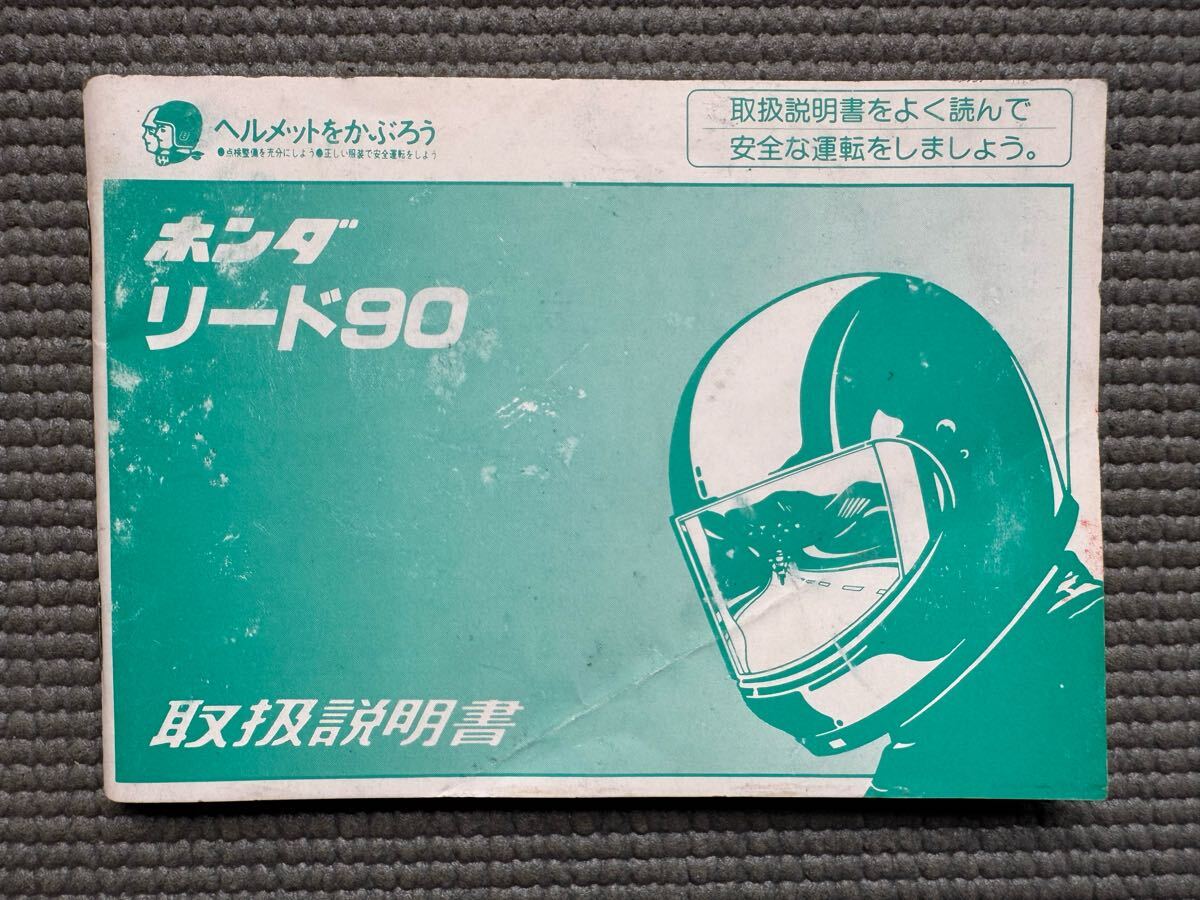 ヘルメットをかぶろう
●点検整備を充分にしよう●正しい服装で安全運転をしよう
取扱説明書をよく読んで
安全な運転をしましょう。
ホンダ
リード90
取扱説明書